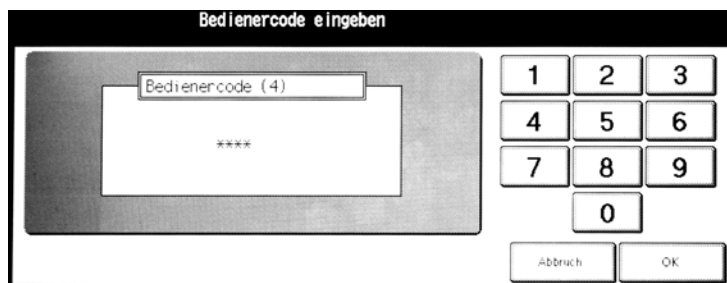 Bedienercode eingeben
Bedienercode (4)
****
1 2 3
4 5 6
7 8 9
0
Abbruch OK